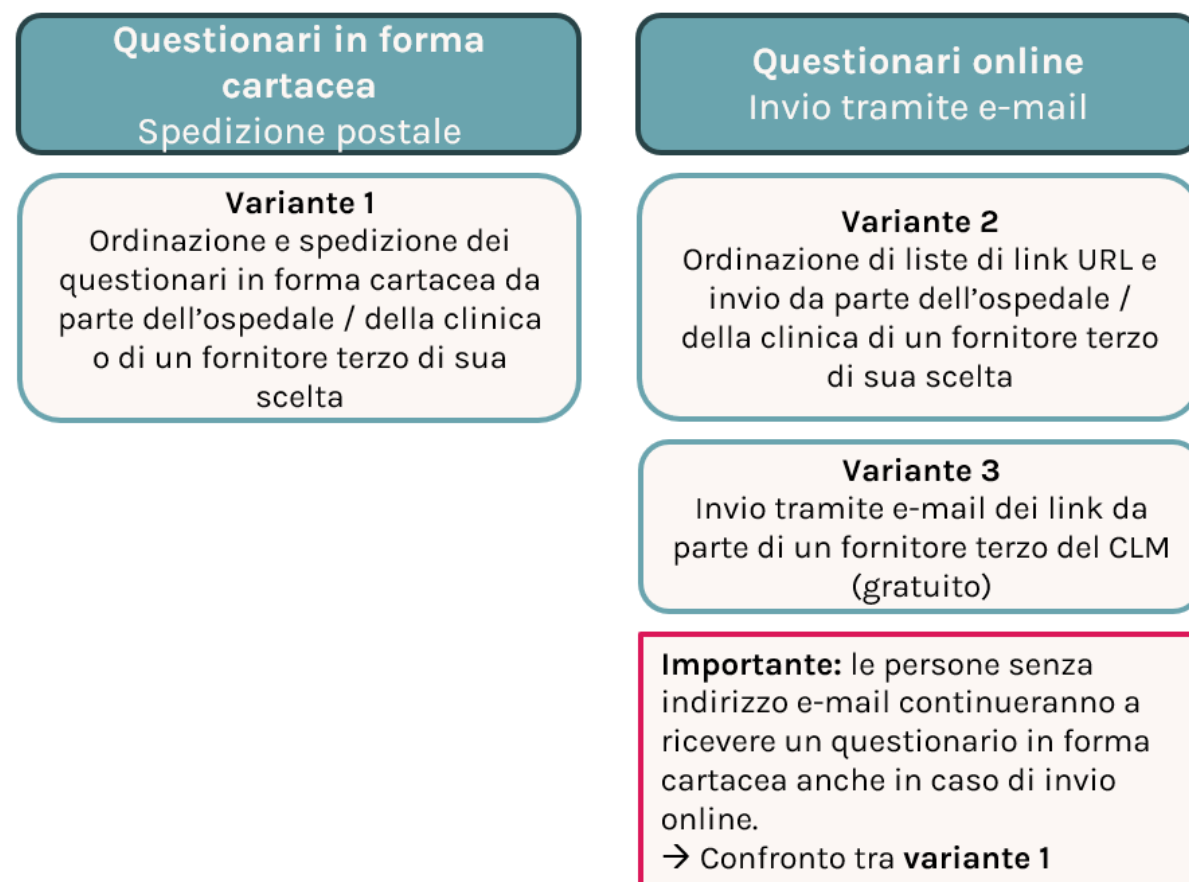 Questionari in forma
cartacea
Spedizione postale
Variante 1
Ordinazione e spedizione dei
questionari in forma cartacea da
parte dell’ospedale / della clinica
o di un fornitore terzo di sua
scelta
Questionari online
Invio tramite e-mail
Variante 2
Ordinazione di liste di link URL e
invio da parte dell’ospedale /
della clinica di un fornitore terzo
di sua scelta
Variante 3
Invio tramite e-mail dei link da
parte di un fornitore terzo del CLM
(gratuito)
Importante: le persone senza
indirizzo e-mail continueranno a
ricevere un questionario in forma
cartacea anche in caso di invio
online.
→ Confronto tra variante 1